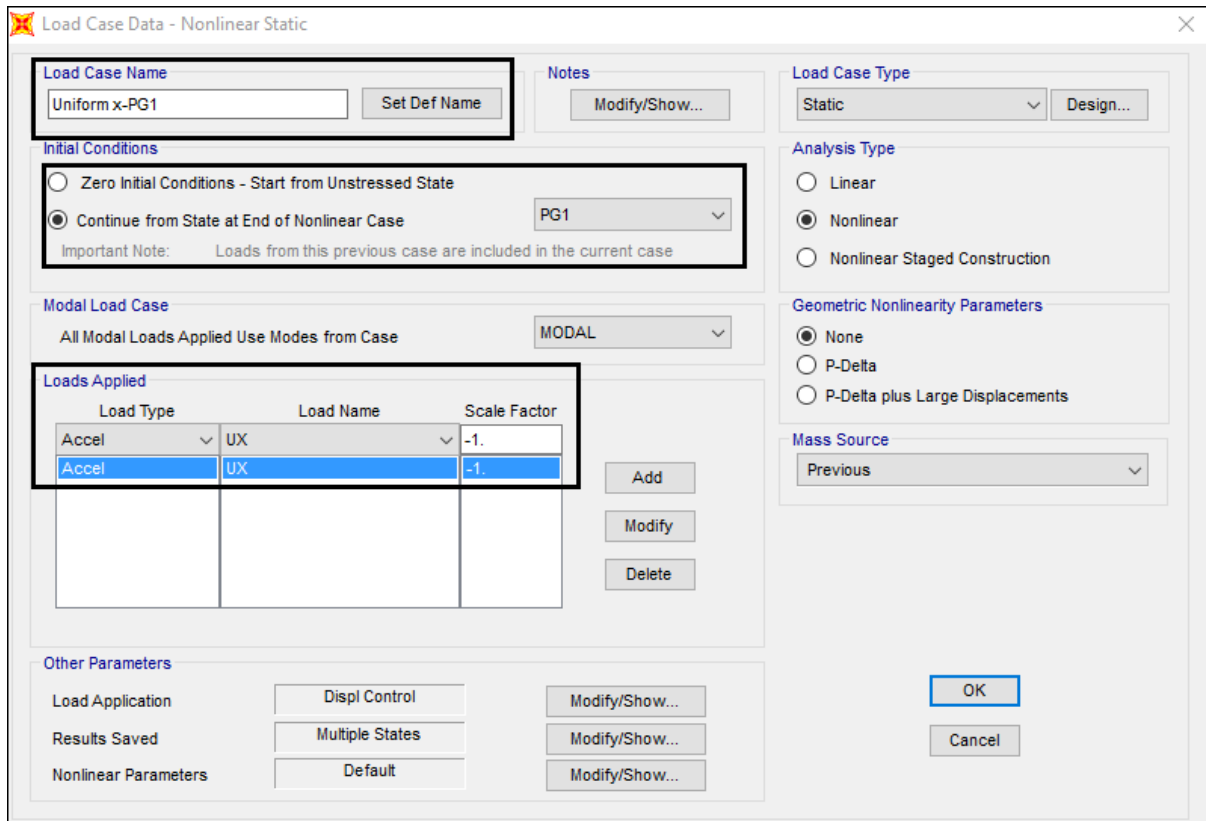 Load Case Data - Nonlinear Static
Load Case Name
Uniform x-PG1
Set Def Name
Notes
Modify/Show...
Load Case Type
Static
Design...
Initial Conditions
Zero Initial Conditions - Start from Unstressed State
Continue from State at End of Nonlinear Case
PG1
Important Note: Loads from this previous case are included in the current case
Analysis Type
Linear
Nonlinear
Nonlinear Staged Construction
Modal Load Case
All Modal Loads Applied Use Modes from Case
MODAL
Geometric Nonlinearity Parameters
None
P-Delta
P-Delta plus Large Displacements
Loads Applied
Load Type Load Name Scale Factor
Accel UX -1.
Accel UX -1.
Add
Modify
Delete
Mass Source
Previous
Other Parameters
Load Application Displ Control Modify/Show...
Results Saved Multiple States Modify/Show...
Nonlinear Parameters Default Modify/Show...
OK
Cancel